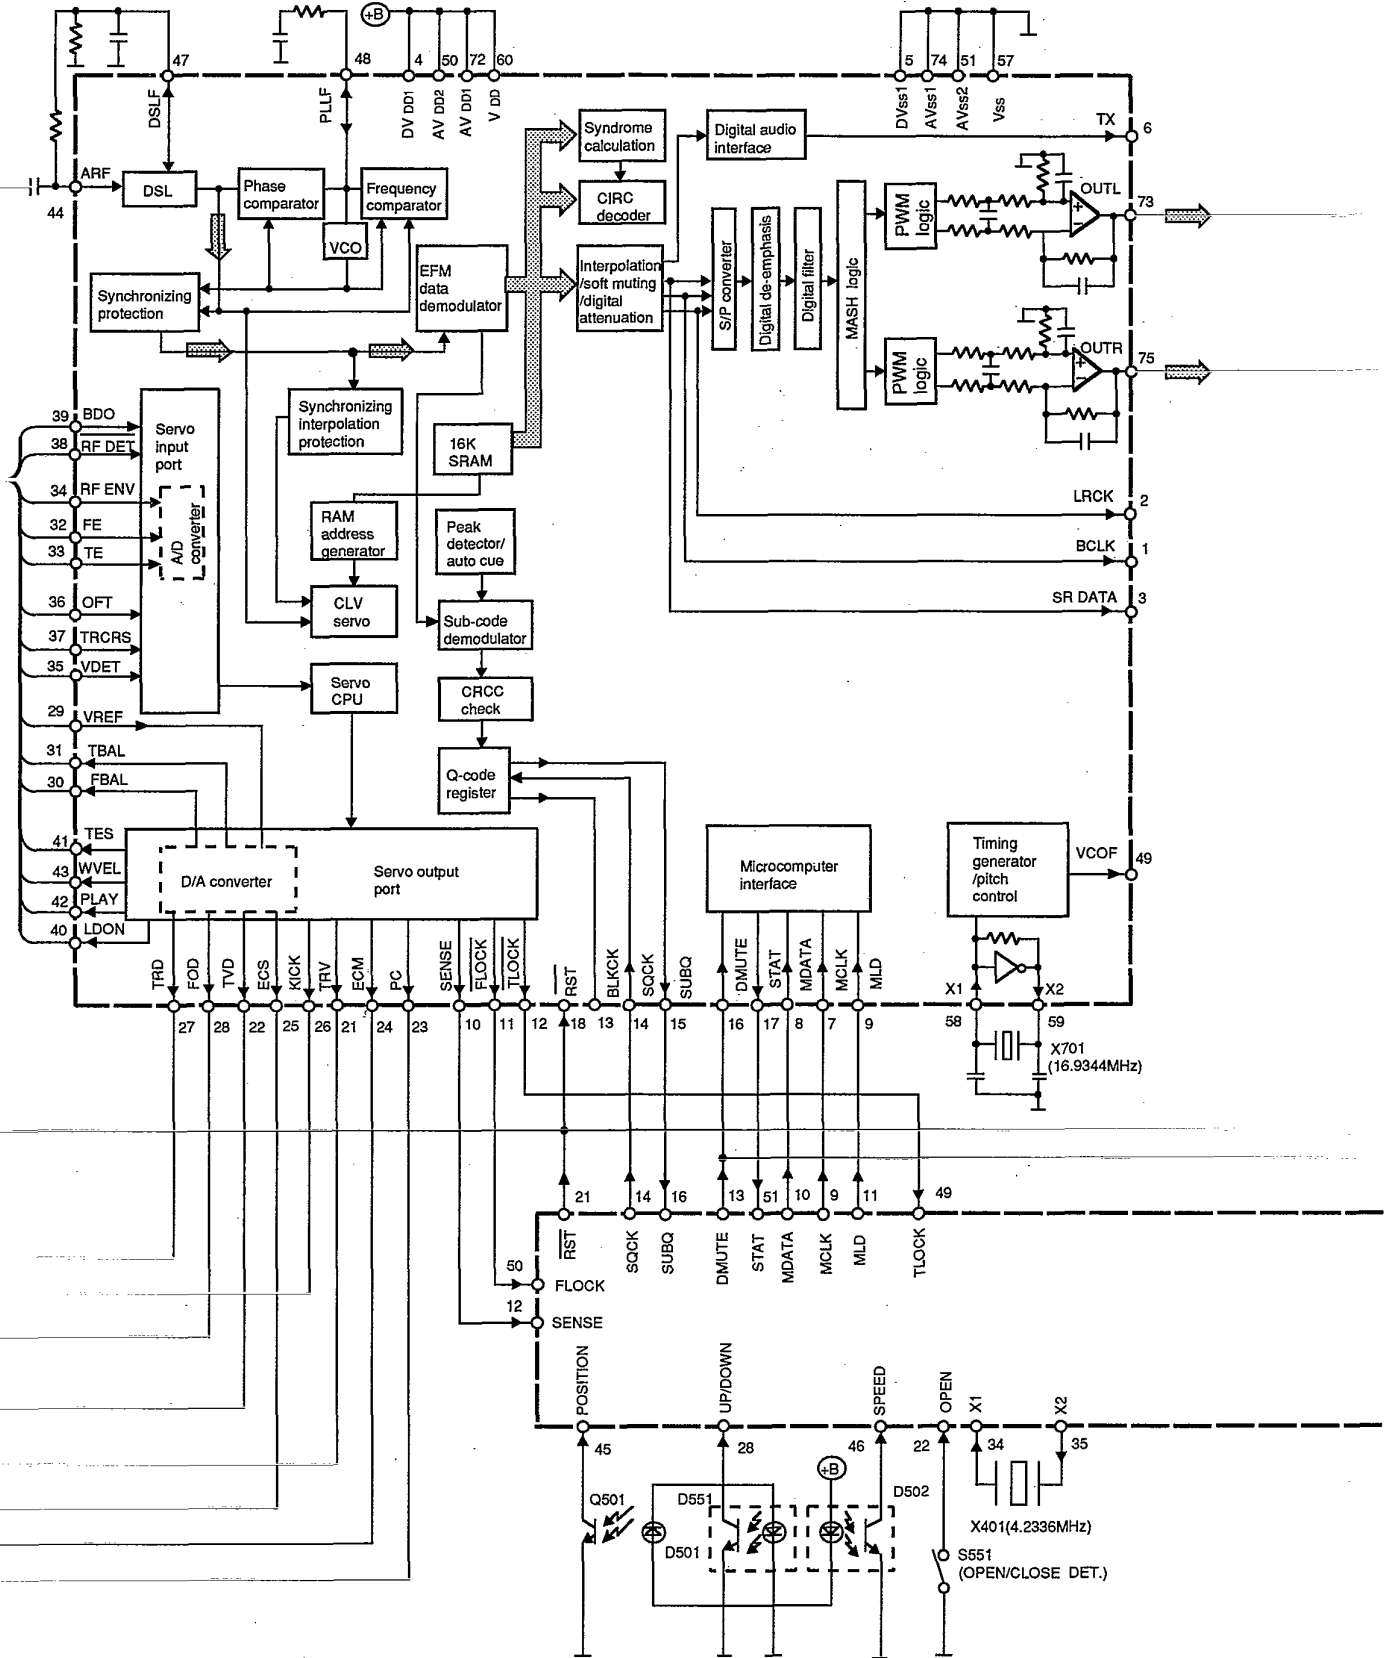 +B
47
48
4
50
72
60
5
74
51
57
DSLF
PLLF
DV DD1
AV DD2
AV DD1
V DD
DVss1
AVss1
AVss2
Vss
TX
6
ARF
44
DSL
Phase
comparator
Frequency
comparator
VCO
Syndrome
calculation
CIRC
decoder
Digital audio
interface
EFM
data
demodulator
Synchronizing
protection
Interpolation
/soft muting
/digital
attenuation
S/P converter
Digital de-emphasis
Digital filter
MASH logic
PWM
logic
OUTL
73
PWM
logic
OUTR
75
Synchronizing
interpolation
protection
16K
SRAM
39 BDO
38 RF DET
34 RF ENV
32 FE
33 TE
36 OFT
37 TRCRS
35 VDET
29 VREF
31 TBAL
30 FBAL
41 TES
43 WVEL
42 PLAY
40 LDON
Servo
input
port
A/D
converter
RAM
address
generator
Peak
detector/
auto cue
CLV
servo
Sub-code
demodulator
Servo
CPU
CRCC
check
Q-code
register
LRCK
2
BCLK
1
SR DATA
3
D/A converter
Servo output
port
Microcomputer
interface
Timing
generator
/pitch
control
VCOF
49
TRD
FOD
TVD
ECS
KICK
TRV
ECM
PC
SENSE
FLOCK
TLOCK
RST
BLKCK
SQCK
SUBQ
DMUTE
STAT
MDATA
MCLK
MLD
X1
X2
27
28
22
25
26
21
24
23
10
11
12
18
13
14
15
16
17
8
7
9
58
59
X701
(16.9344MHz)
21
14
16
13
51
10
9
11
49
RST
SQCK
SUBQ
DMUTE
STAT
MDATA
MCLK
MLD
TLOCK
50
FLOCK
12
SENSE
POSITION
UP/DOWN
SPEED
OPEN
X1
X2
45
28
46
22
34
35
+B
Q501
D551
D501
D502
X401(4.2336MHz)
S551
(OPEN/CLOSE DET.)